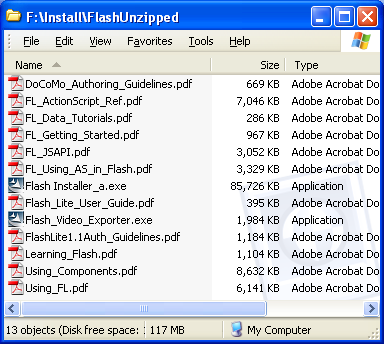 F:\Install\FlashUnzipped
File Edit View Favorites Tools Help
Name Size Type
DoCoMo_Authoring_Guidelines.pdf 669 KB Adobe Acrobat Do
FL_ActionScript_Ref.pdf 7,046 KB Adobe Acrobat Do
FL_Data_Tutorials.pdf 286 KB Adobe Acrobat Do
FL_Getting_Started.pdf 967 KB Adobe Acrobat Do
FL_JSAPI.pdf 3,052 KB Adobe Acrobat Do
FL_Using_AS_in_Flash.pdf 3,329 KB Adobe Acrobat Do
Flash Installer_a.exe 85,726 KB Application
Flash_Lite_User_Guide.pdf 395 KB Adobe Acrobat Do
Flash_Video_Exporter.exe 1,984 KB Application
FlashLite1.1Auth_Guidelines.pdf 1,184 KB Adobe Acrobat Do
Learning_Flash.pdf 1,104 KB Adobe Acrobat Do
Using_Components.pdf 8,632 KB Adobe Acrobat Do
Using_FL.pdf 6,141 KB Adobe Acrobat Do
13 objects (Disk free space: 117 MB My Computer